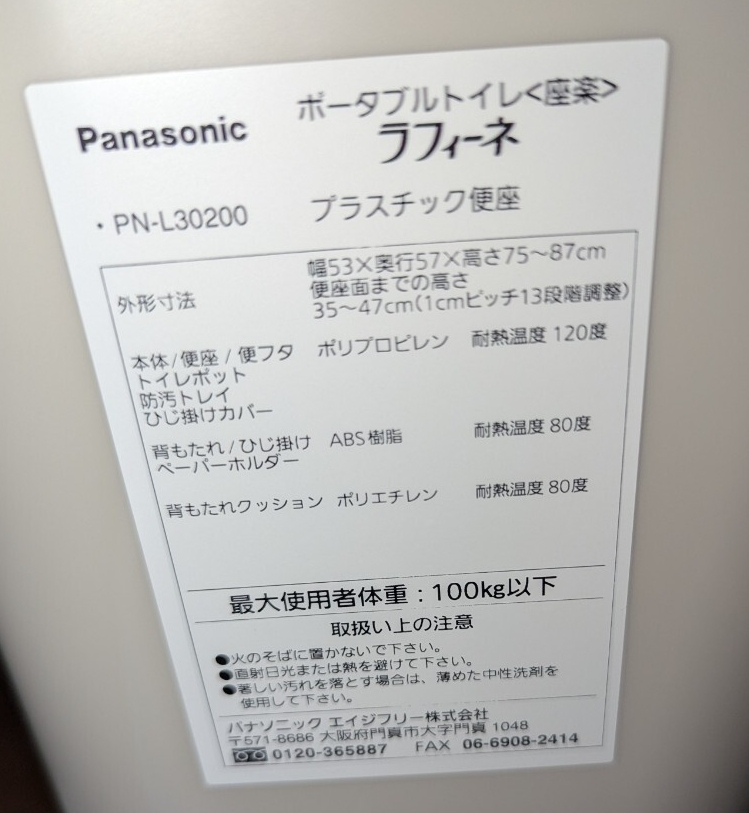 Panasonic
ポータブルトイレ<座楽>
ラフィーネ
・PN-L30200 プラスチック便座
外形寸法
幅53×奥行57×高さ75〜87cm
便座面までの高さ
35〜47cm(1cmピッチ13段階調整)
本体/便座/便フタ ポリプロピレン 耐熱温度 120度
トイレポット
防汚トレイ
ひじ掛けカバー
背もたれ/ひじ掛け ABS樹脂 耐熱温度 80度
ペーパーホルダー
背もたれクッション ポリエチレン 耐熱温度 80度
最大使用者体重:100kg以下
取扱い上の注意
●火のそばに置かないで下さい。
●直射日光または熱を避けて下さい。
●著しい汚れを落とす場合は、薄めた中性洗剤を
使用して下さい。
パナソニック エイジフリー株式会社
〒571-8686 大阪府門真市大字門真 1048
0120-365887 FAX 06-6908-2414